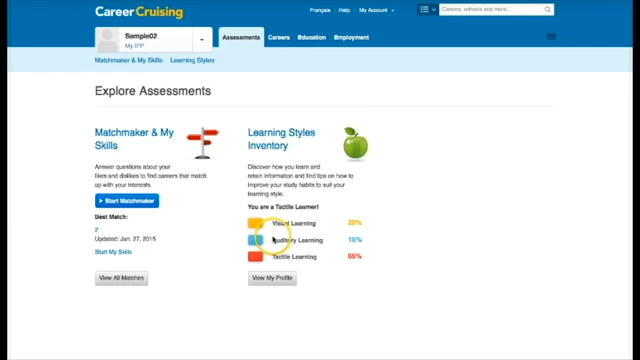 CareerCruising
Français | Help | My Account
Careers, schools and more...
Sample02
My IPP
Assessments
Careers
Education
Employment
Matchmaker & My Skills
Learning Styles
Explore Assessments
Matchmaker & My
Skills
Answer questions about your
likes and dislikes to find careers that match
up with your interests
Start Matchmaker
Best Match:
2
Updated: Jan. 27, 2015
Start My Skills
View All Matches
Learning Styles
Inventory
Discover how you learn and
retain information and find tips on how to
improve your study habits to suit your
learning style.
You are a Tactile Learner!
Visual Learning 20%
Auditory Learning 15%
Tactile Learning 65%
View My Profile